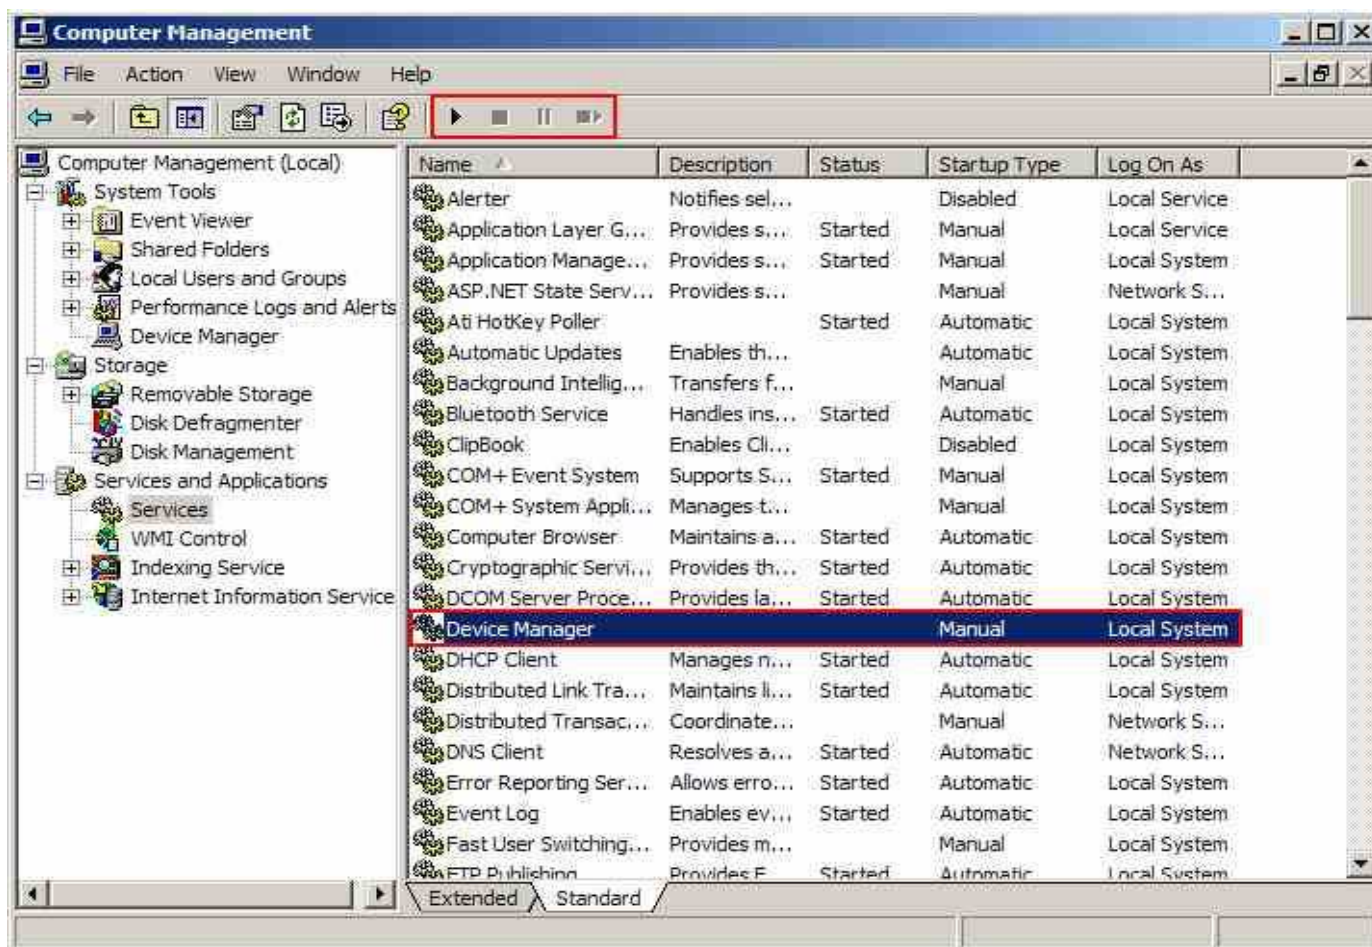 Computer Management
File Action View Window Help
Computer Management (Local)
System Tools
Event Viewer
Shared Folders
Local Users and Groups
Performance Logs and Alerts
Device Manager
Storage
Removable Storage
Disk Defragmenter
Disk Management
Services and Applications
Services
WMI Control
Indexing Service
Internet Information Service
Name Description Status Startup Type Log On As
Alerter Notifies sel... Disabled Local Service
Application Layer G... Provides s... Started Manual Local Service
Application Manage... Provides s... Started Manual Local System
ASP.NET State Serv... Provides s... Manual Network S...
Ati HotKey Poller Started Automatic Local System
Automatic Updates Enables th... Automatic Local System
Background Intellig... Transfers f... Manual Local System
Bluetooth Service Handles ins... Started Automatic Local System
ClipBook Enables Cli... Disabled Local System
COM+ Event System Supports S... Started Manual Local System
COM+ System Appli... Manages t... Manual Local System
Computer Browser Maintains a... Started Automatic Local System
Cryptographic Servi... Provides th... Started Automatic Local System
DCOM Server Proce... Provides la... Started Automatic Local System
Device Manager Manual Local System
DHCP Client Manages n... Started Automatic Local System
Distributed Link Tra... Maintains li... Started Automatic Local System
Distributed Transac... Coordinate... Manual Network S...
DNS Client Resolves a... Started Automatic Network S...
Error Reporting Ser... Allows erro... Started Automatic Local System
Event Log Enables ev... Started Automatic Local System
Fast User Switching... Provides m... Manual Local System
FTP Publishing Provides F Started Automatic Local System
Extended Standard